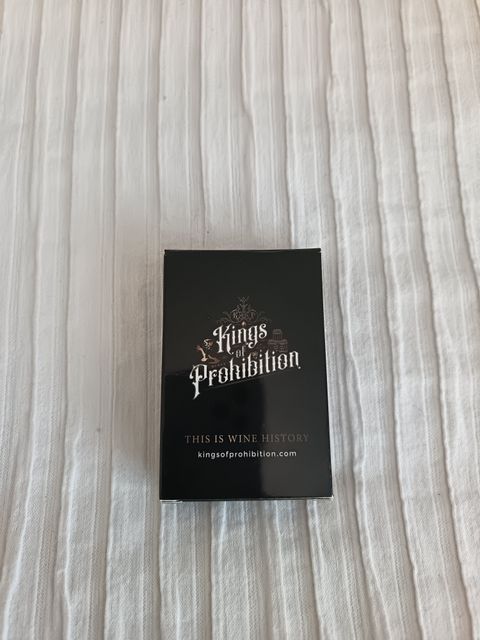 Kings
of
Prohibition
THIS IS WINE HISTORY
kingsofprohibition.com